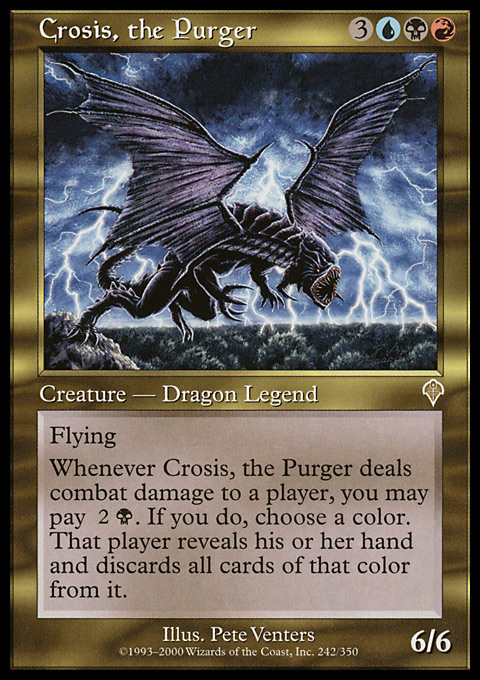 Crosis, the Purger 3
Creature — Dragon Legend
Flying
Whenever Crosis, the Purger deals
combat damage to a player, you may
pay 2 . If you do, choose a color.
That player reveals his or her hand
and discards all cards of that color
from it.
Illus. Pete Venters
©1993–2000 Wizards of the Coast, Inc. 242/350
6/6